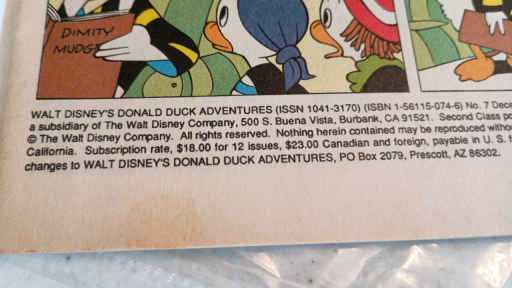 DIMITY
MUDGE
WALT DISNEY'S DONALD DUCK ADVENTURES (ISSN 1041-3170) (ISBN 1-56115-074-6) No. 7 Dece
a subsidiary of The Walt Disney Company, 500 S. Buena Vista, Burbank, CA 91521. Second Class po
© The Walt Disney Company. All rights reserved. Nothing herein contained may be reproduced witho
California. Subscription rate, $18.00 for 12 issues, $23.00 Canadian and foreign, payable in U. S.
changes to WALT DISNEY'S DONALD DUCK ADVENTURES, PO Box 2079, Prescott, AZ 86302.